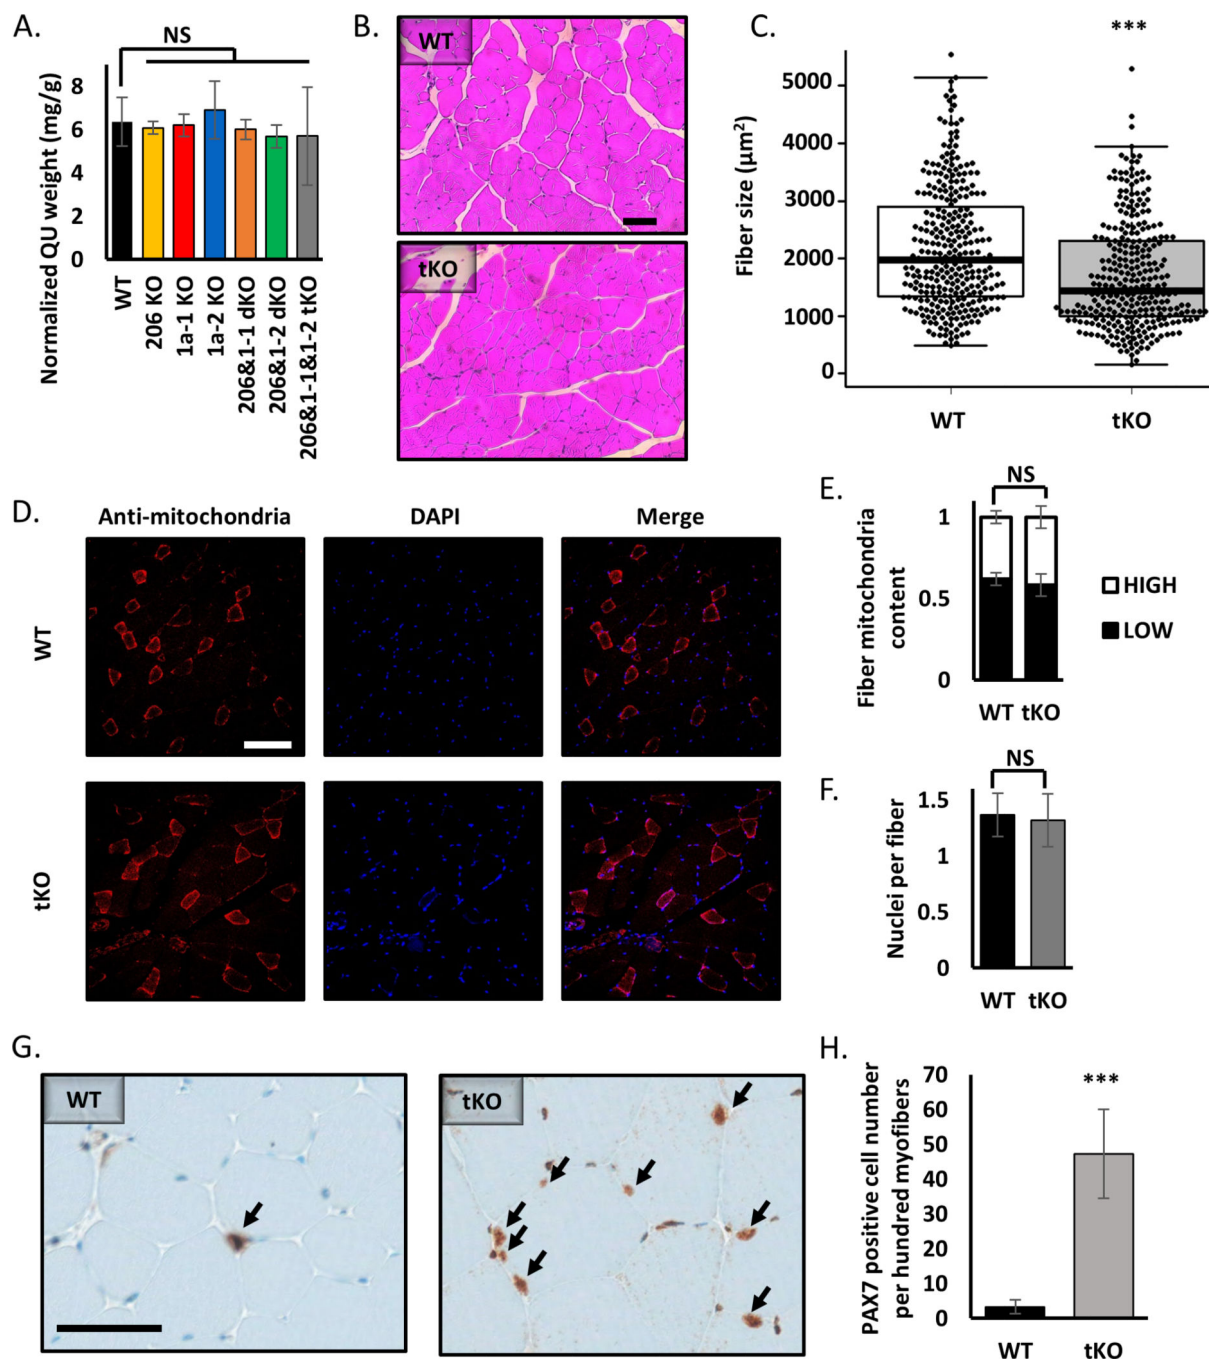 A.
NS
Normalized QU weight (mg/g)
8
6
4
2
0
WT
206 KO
1a-1 KO
1a-2 KO
206&1-1 dKO
206&1-2 dKO
206&1-1&1-2 tKO
B.
WT
tKO
C.
***
Fiber size (µm²)
5000
4000
3000
2000
1000
0
WT
tKO
D.
Anti-mitochondria
DAPI
Merge
WT
tKO
E.
NS
Fiber mitochondria
content
1
0.5
0
WT tKO
HIGH
LOW
F.
NS
Nuclei per fiber
1.5
1
0.5
0
WT tKO
G.
WT
tKO
H.
***
PAX7 positive cell number
per hundred myofibers
70
60
50
40
30
20
10
0
WT
tKO